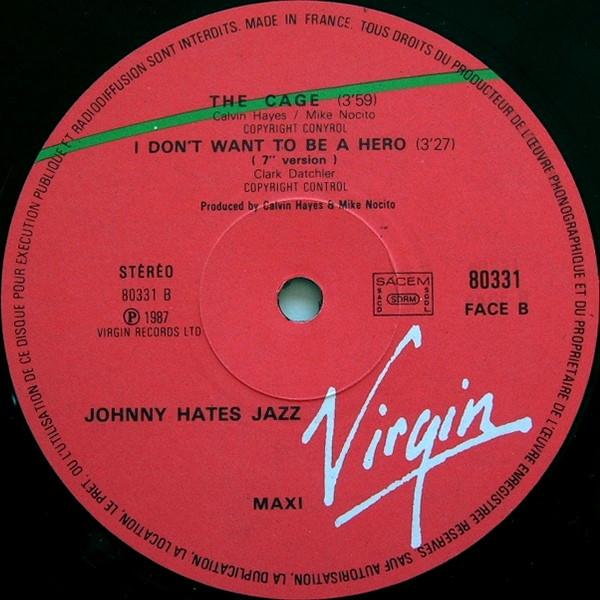 THE CAGE (3'59)
Calvin Hayes / Mike Nocito
COPYRIGHT CONYROL
I DON'T WANT TO BE A HERO (3'27)
( 7" version )
Clark Datchler
COPYRIGHT CONTROL
Produced by Calvin Hayes & Mike Nocito
STÉRÉO
80331 B
Ⓟ 1987
VIRGIN RECORDS LTD
SACEM
SACD SDRM SGDL
80331
FACE B
JOHNNY HATES JAZZ
Virgin
MAXI
MADE IN FRANCE. TOUS DROITS DU PRODUCTEUR DE L'ŒUVRE PHONOGRAPHIQUE ET DU PROPRIÉTAIRE DE L'ŒUVRE ENREGISTRÉE RÉSERVÉS. SAUF AUTORISATION, LA DUPLICATION, LA LOCATION, LE PRÊT, OU L'UTILISATION DE CE DISQUE POUR EXECUTION PUBLIQUE ET RADIODIFFUSION SONT INTERDITS.